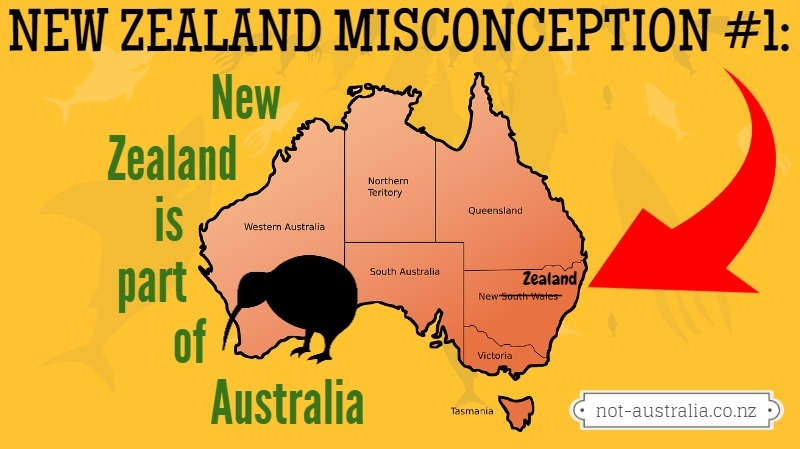 NEW ZEALAND MISCONCEPTION #1:
New
Zealand
is
part
of
Australia
Northern
Teritory
Queensland
Western Australia
South Australia
Zealand
New South Wales
Victoria
Tasmania
not-australia.co.nz